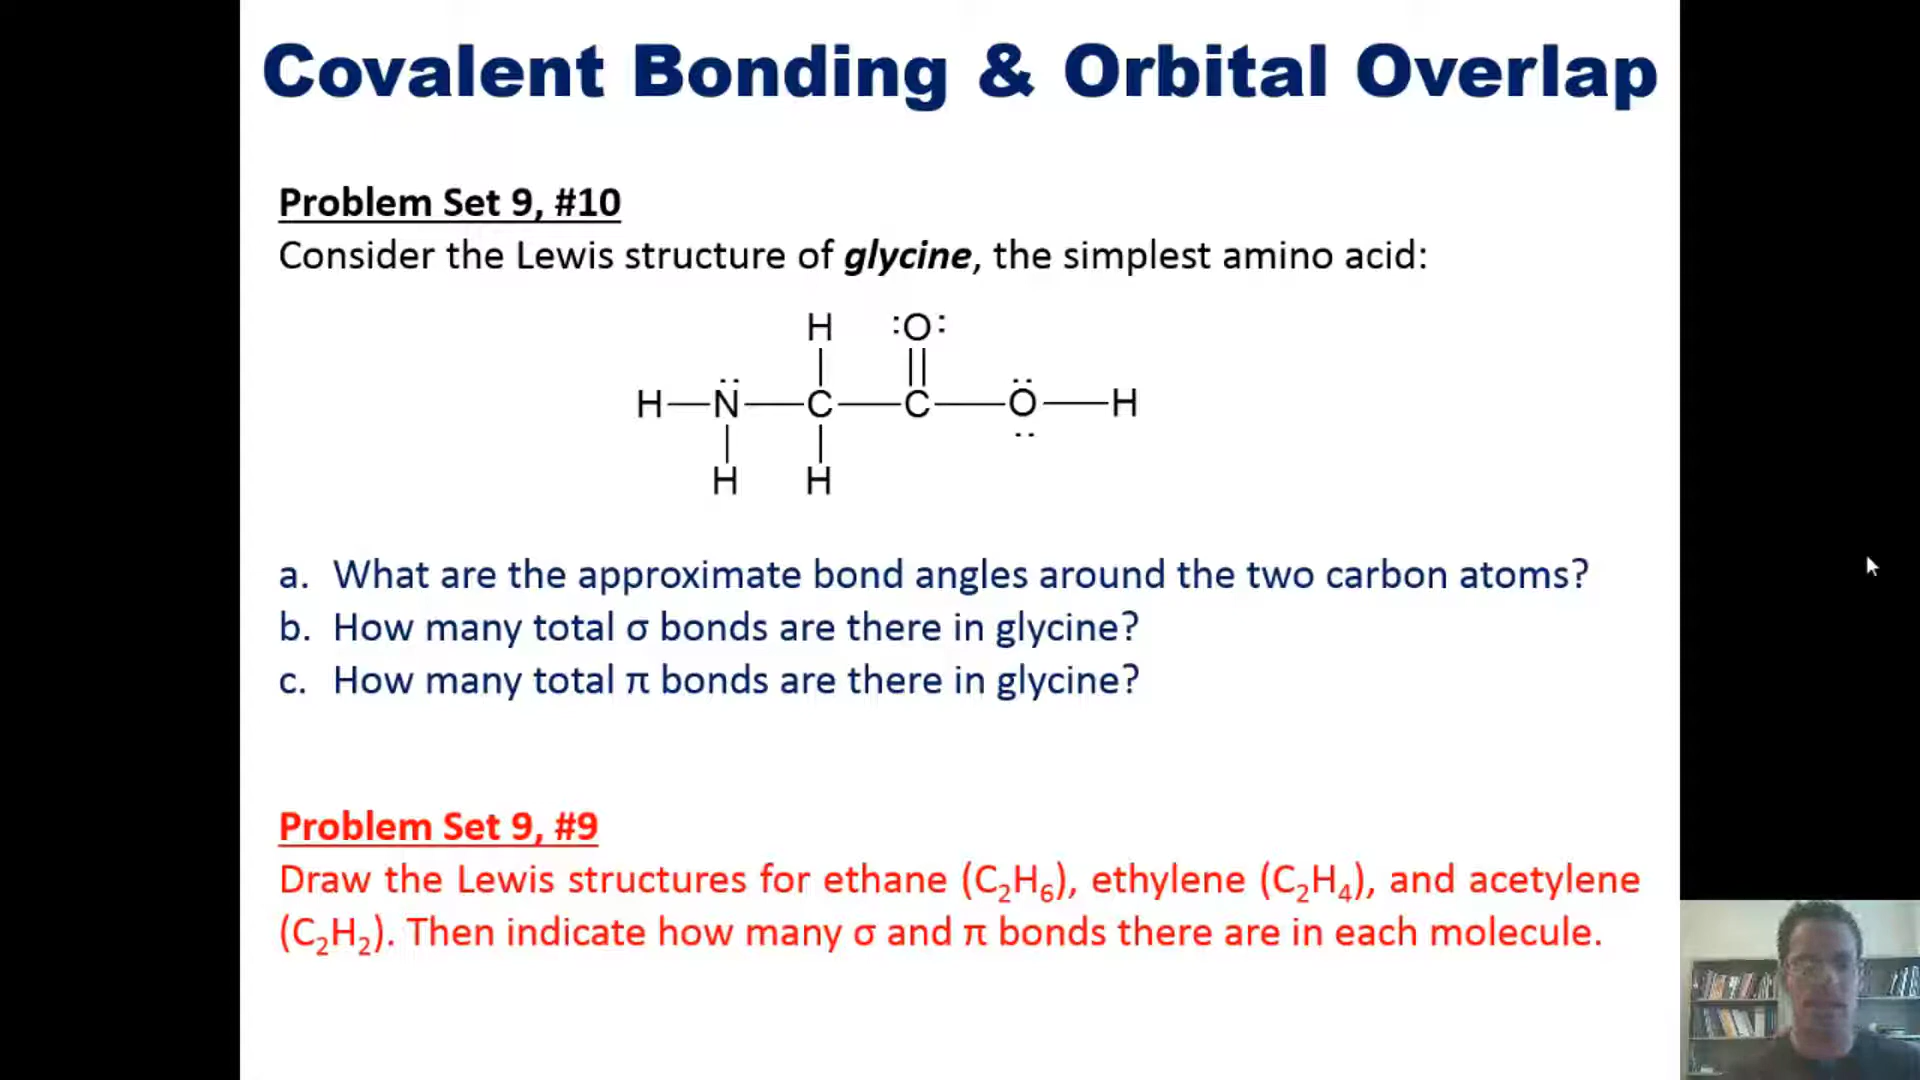 Covalent Bonding & Orbital Overlap
Problem Set 9, #10
Consider the Lewis structure of glycine, the simplest amino acid:
H :O:
H—N̈—C—C—Ö—H
H H
a. What are the approximate bond angles around the two carbon atoms?
b. How many total σ bonds are there in glycine?
c. How many total π bonds are there in glycine?
Problem Set 9, #9
Draw the Lewis structures for ethane (C₂H₆), ethylene (C₂H₄), and acetylene
(C₂H₂). Then indicate how many σ and π bonds there are in each molecule.